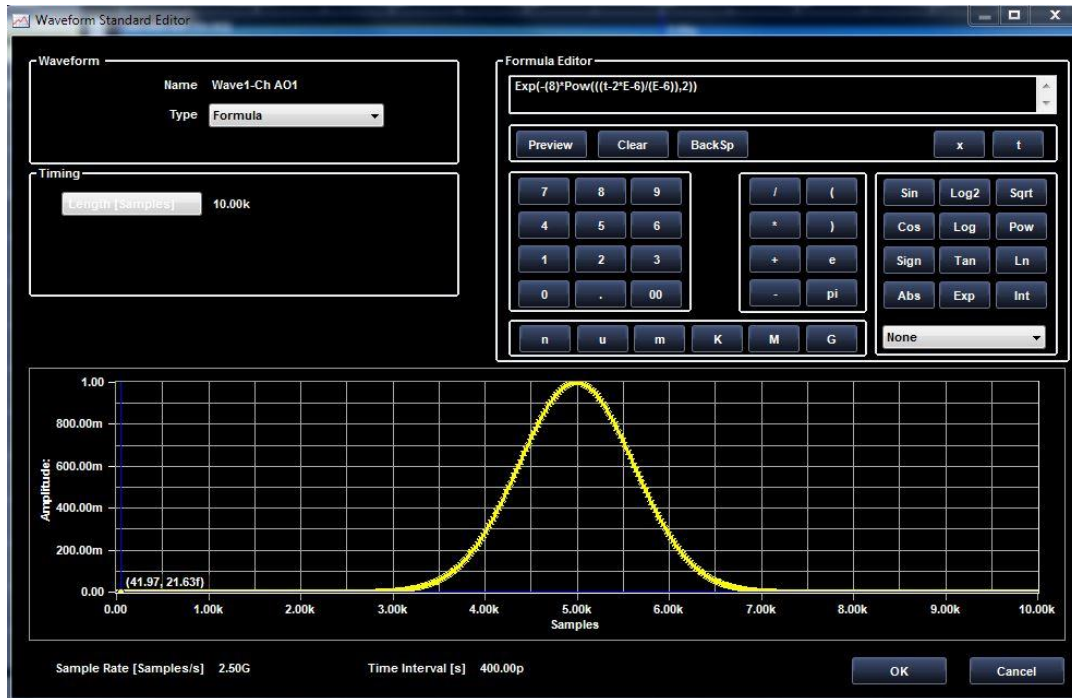 Waveform Standard Editor
Waveform
Name Wave1-Ch AO1
Type Formula
Timing
Length [Samples] 10.00k
Formula Editor
Exp(-(8)*Pow(((t-2*E-6)/(E-6)),2))
Preview Clear BackSp x t
7 8 9 / ( Sin Log2 Sqrt
4 5 6 * ) Cos Log Pow
1 2 3 + e Sign Tan Ln
0 . 00 - pi Abs Exp Int
n u m K M G None
1.00
800.00m
600.00m
400.00m
200.00m
0.00
Amplitude:
(41.97, 21.63f)
0.00 1.00k 2.00k 3.00k 4.00k 5.00k 6.00k 7.00k 8.00k 9.00k 10.00k
Samples
Sample Rate [Samples/s] 2.50G Time Interval [s] 400.00p OK Cancel